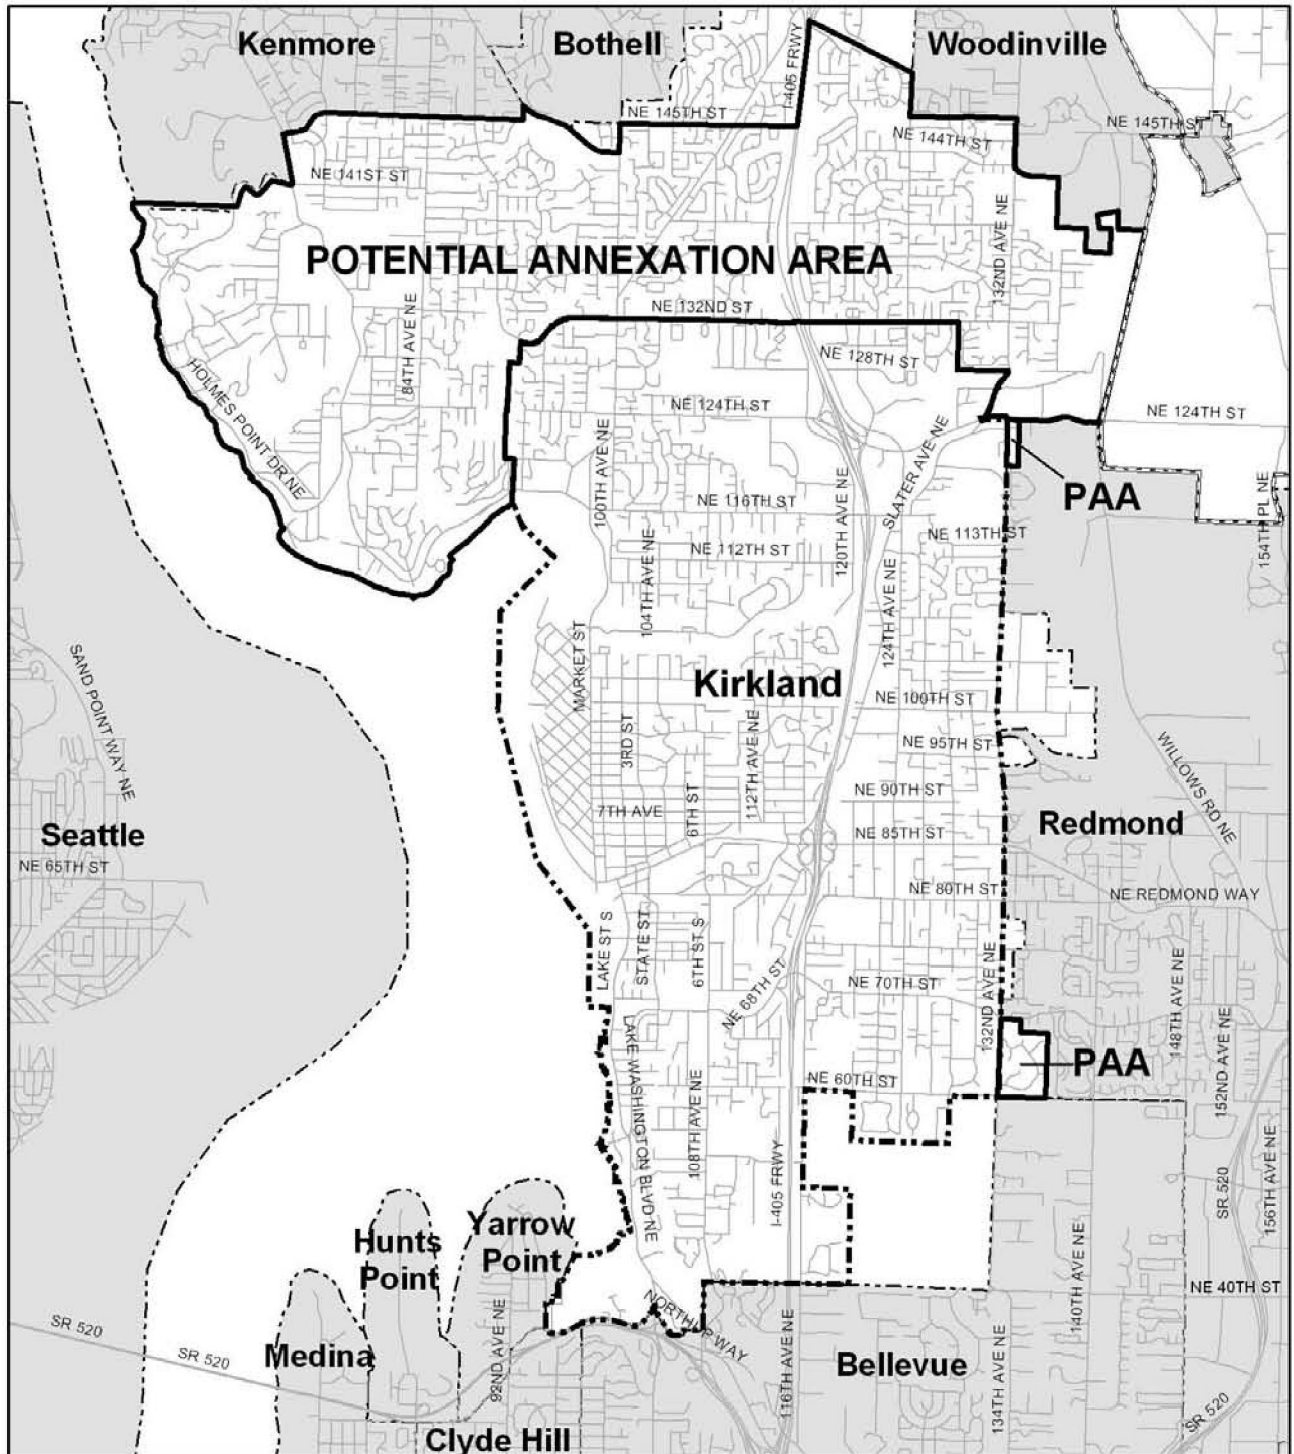 Kenmore
Bothell
I-405 FRWY
Woodinville
NE 145TH ST
NE 144TH ST
NE 145TH S
NE 141ST ST
132ND AVE NE
POTENTIAL ANNEXATION AREA
NE 132ND ST
84TH AVE NE
NE 128TH ST
HOLMES POINT DR NE
NE 124TH ST
NE 124TH ST
100TH AVE NE
SLATER AVE NE
120TH AVE NE
PAA
NE 116TH ST
154TH PL NE
NE 113TH ST
NE 112TH ST
104TH AVE NE
124TH AVE NE
MARKET ST
SAND POINT WAY NE
Kirkland
NE 100TH ST
3RD ST
112TH AVE NE
NE 95TH ST
WILLOWS RD NE
NE 90TH ST
7TH AVE
6TH ST
Seattle
NE 85TH ST
Redmond
NE 65TH ST
NE 80TH ST
NE REDMOND WAY
LAKE ST S
STATE ST
6TH ST S
132ND AVE NE
148TH AVE NE
NE 68TH ST
NE 70TH ST
152ND AVE NE
LAKE WASHINGTON BLVD NE
PAA
NE 60TH ST
108TH AVE NE
I-405 FRWY
SR 520
156TH AVE NE
Hunts
Point
Yarrow
Point
140TH AVE NE
NE 40TH ST
NORTHUP WAY
SR 520
SR 520
Medina
92ND AVE NE
116TH AVE NE
Bellevue
134TH AVE NE
SR 520
Clyde Hill